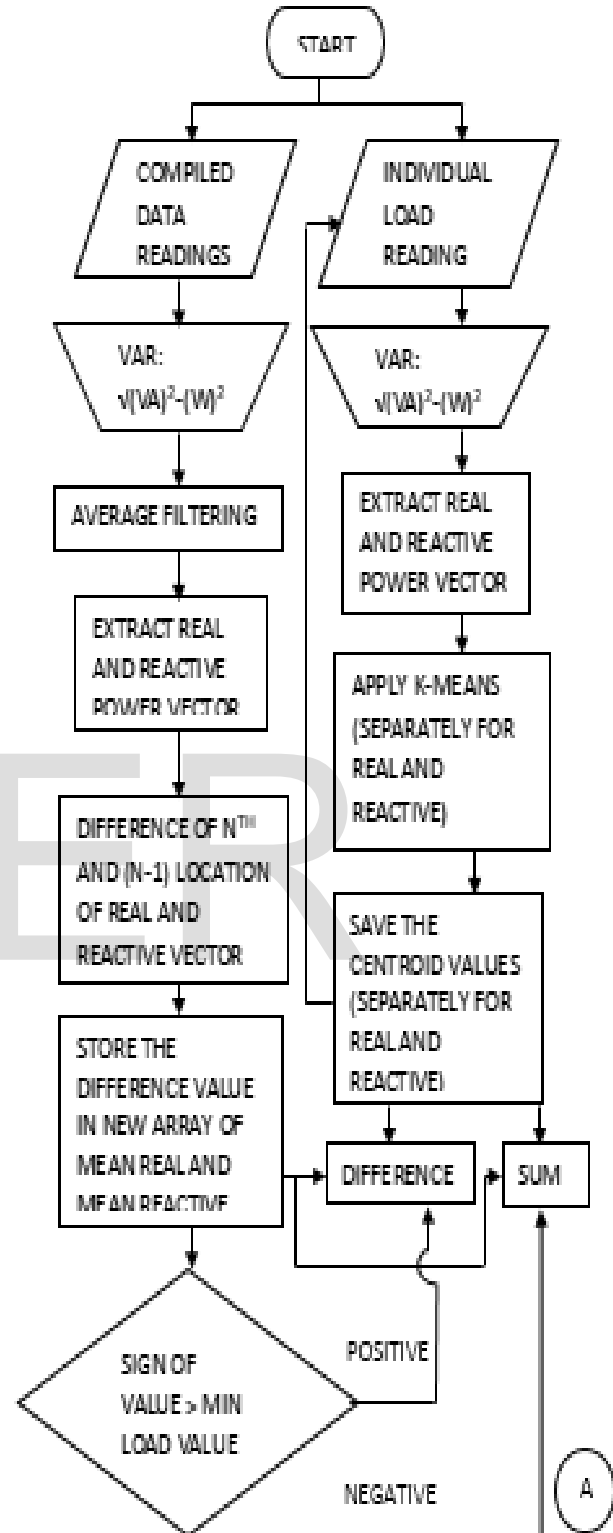 START
COMPILED
DATA
READINGS
INDIVIDUAL
LOAD
READING
VAR:
√(VA)²-(W)²
VAR:
√(VA)²-(W)²
AVERAGE FILTERING
EXTRACT REAL
AND REACTIVE
POWER VECTOR
EXTRACT REAL
AND REACTIVE
POWER VECTOR
APPLY K-MEANS
(SEPARATELY FOR
REAL AND
REACTIVE)
DIFFERENCE OF Nᵀᴴ
AND (N-1) LOCATION
OF REAL AND
REACTIVE VECTOR
SAVE THE
CENTROID VALUES
(SEPARATELY FOR
REAL AND
REACTIVE)
STORE THE
DIFFERENCE VALUE
IN NEW ARRAY OF
MEAN REAL AND
MEAN REACTIVE
DIFFERENCE
SUM
SIGN OF
VALUE > MIN
LOAD VALUE
POSITIVE
NEGATIVE
A
ER